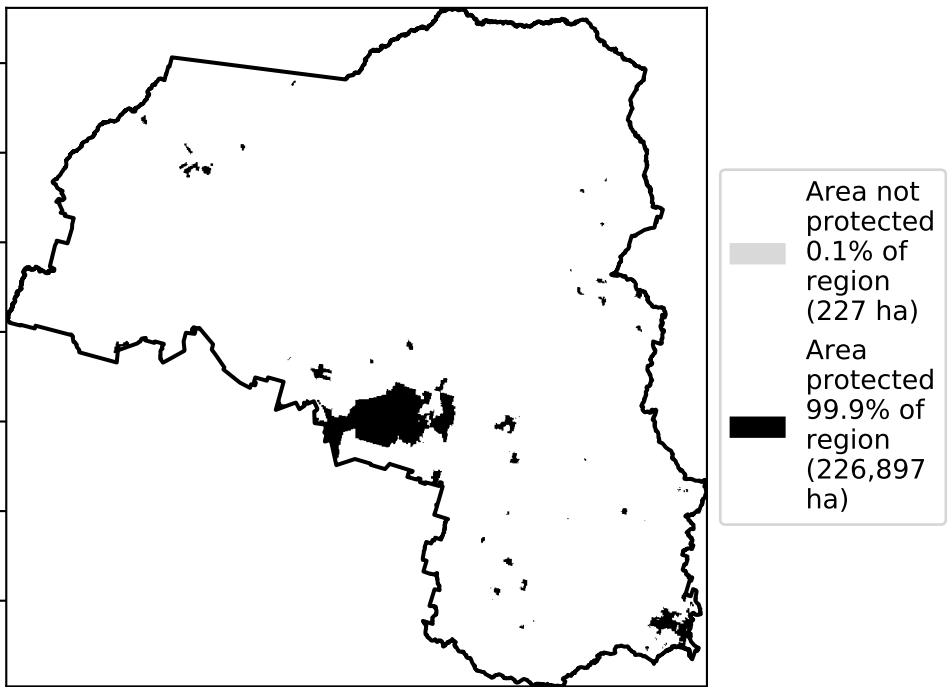 Area not
protected
0.1% of
region
(227 ha)
Area
protected
99.9% of
region
(226,897
ha)